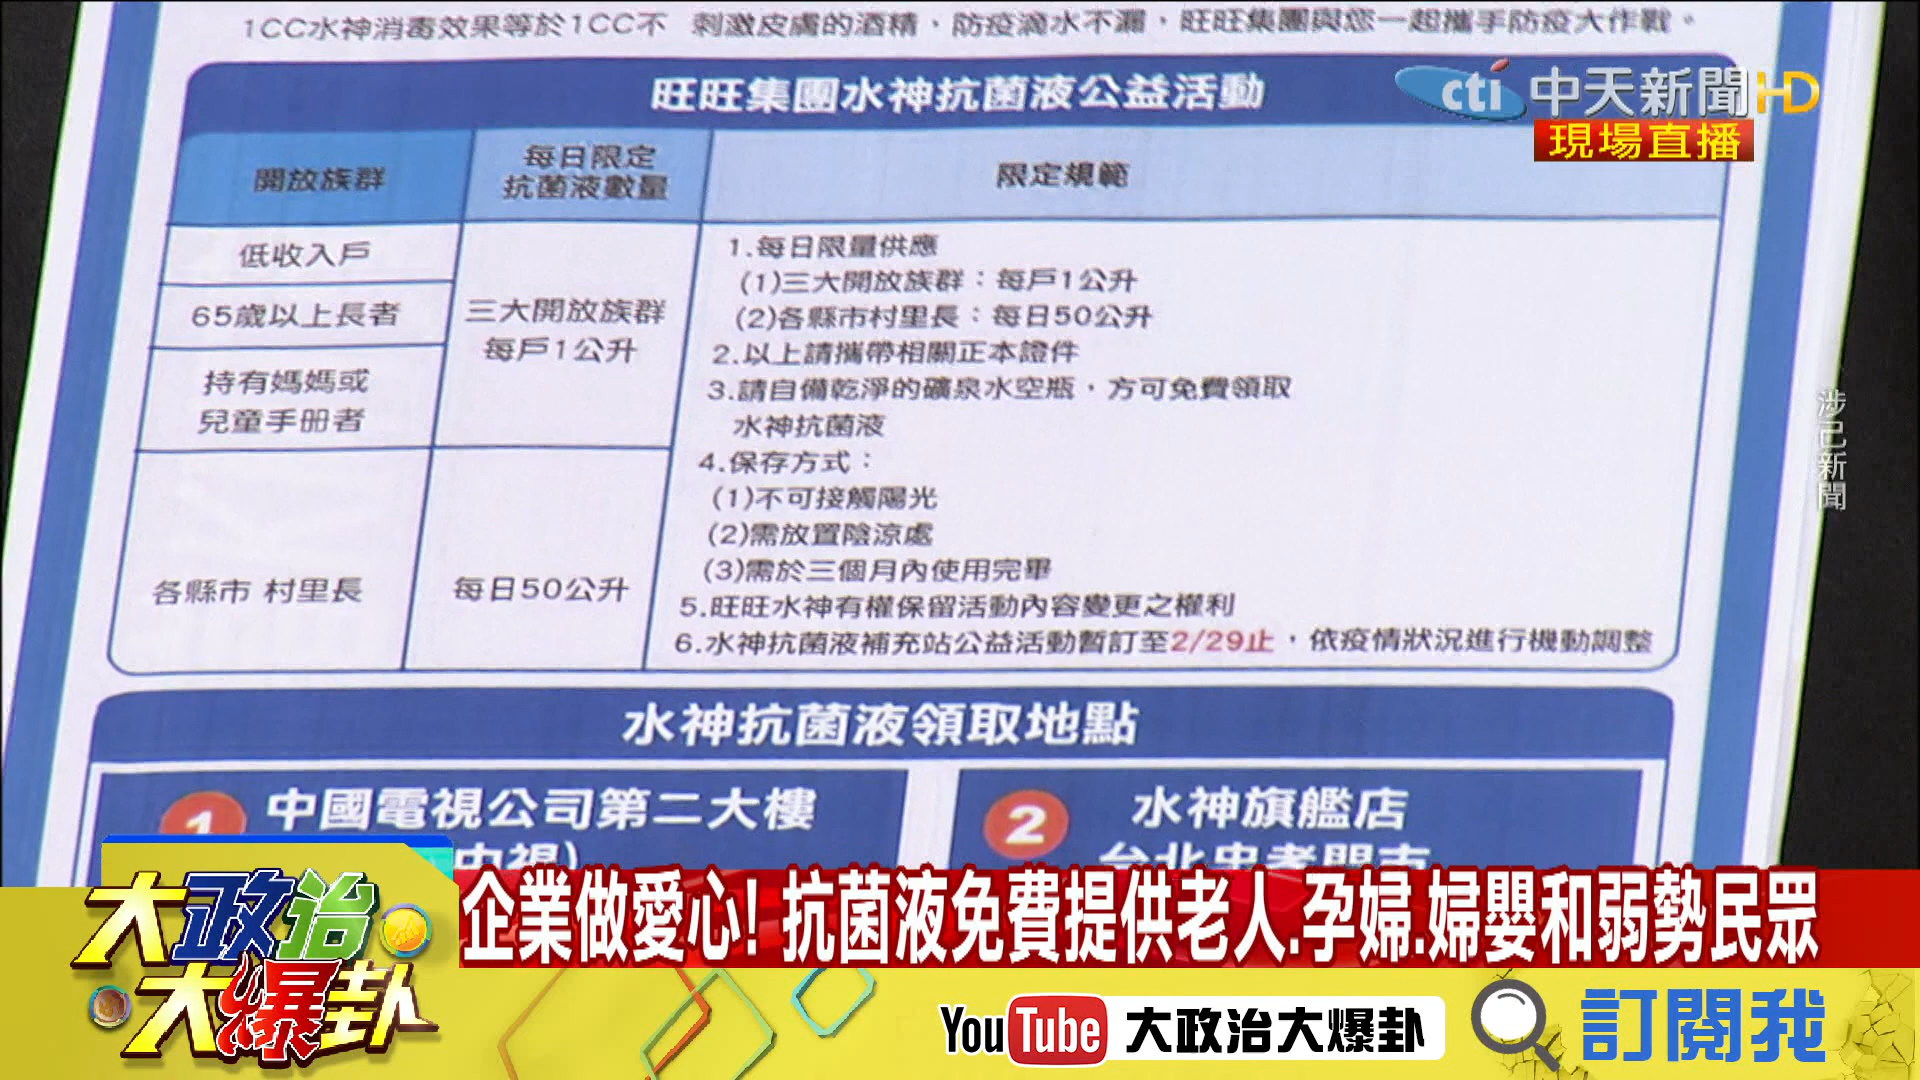 1CC水神消毒效果等於1CC不 刺激皮膚的酒精，防疫滴水不漏，旺旺集團與您一起攜手防疫大作戰。
旺旺集團水神抗菌液公益活動
cti 中天新聞HD
現場直播
開放族群
每日限定
抗菌液數量
限定規範
低收入戶
65歲以上長者
持有媽媽或
兒童手册者
三大開放族群
每戶1公升
各縣市 村里長
每日50公升
1.每日限量供應
(1)三大開放族群：每戶1公升
(2)各縣市村里長：每日50公升
2.以上請攜帶相關正本證件
3.請自備乾淨的礦泉水空瓶，方可免費領取
水神抗菌液
4.保存方式：
(1)不可接觸陽光
(2)需放置陰涼處
(3)需於三個月內使用完畢
5.旺旺水神有權保留活動內容變更之權利
6.水神抗菌液補充站公益活動暫訂至2/29止，依疫情狀況進行機動調整
涉己新聞
水神抗菌液領取地點
1 中國電視公司第二大樓
中視)
2 水神旗艦店
台北忠孝門市
大政治
大爆卦
企業做愛心! 抗菌液免費提供老人.孕婦.婦嬰和弱勢民眾
YouTube 大政治大爆卦
訂閱我